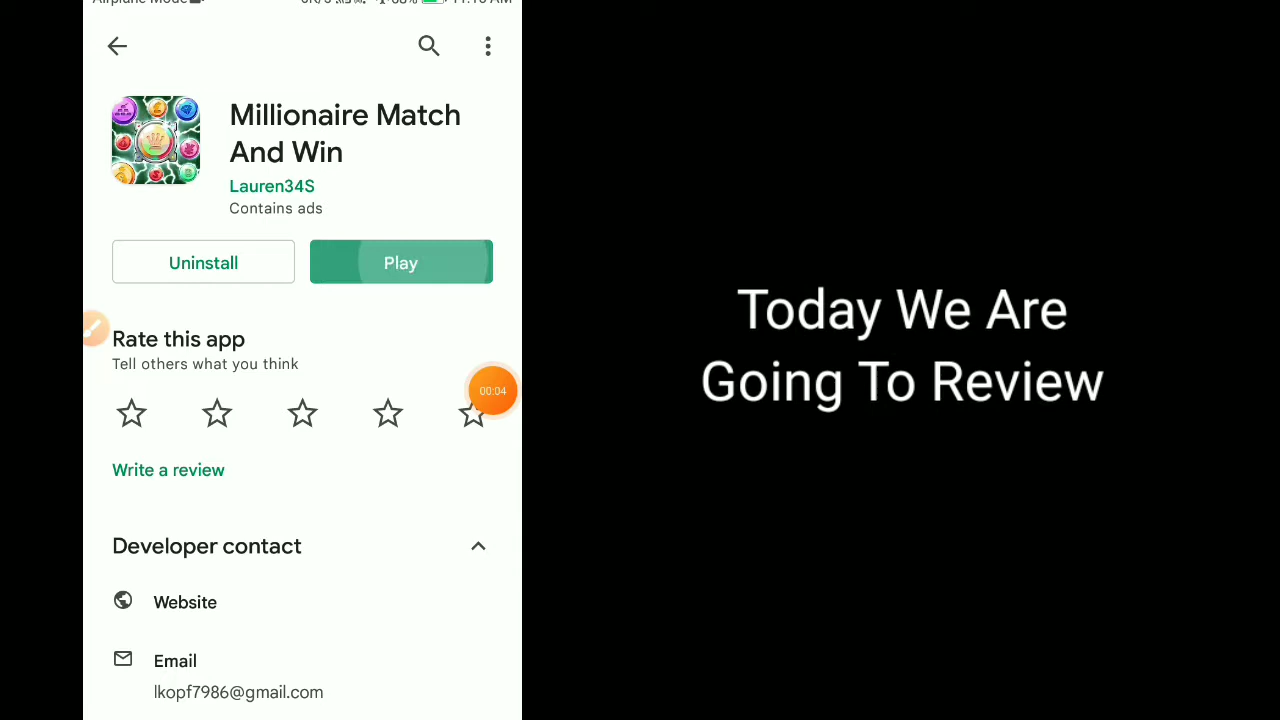 Millionaire Match
And Win
Lauren34S
Contains ads
Uninstall
Play
Rate this app
Tell others what you think
00:04
Write a review
Developer contact
Website
Email
lkopf7986@gmail.com
Today We Are
Going To Review